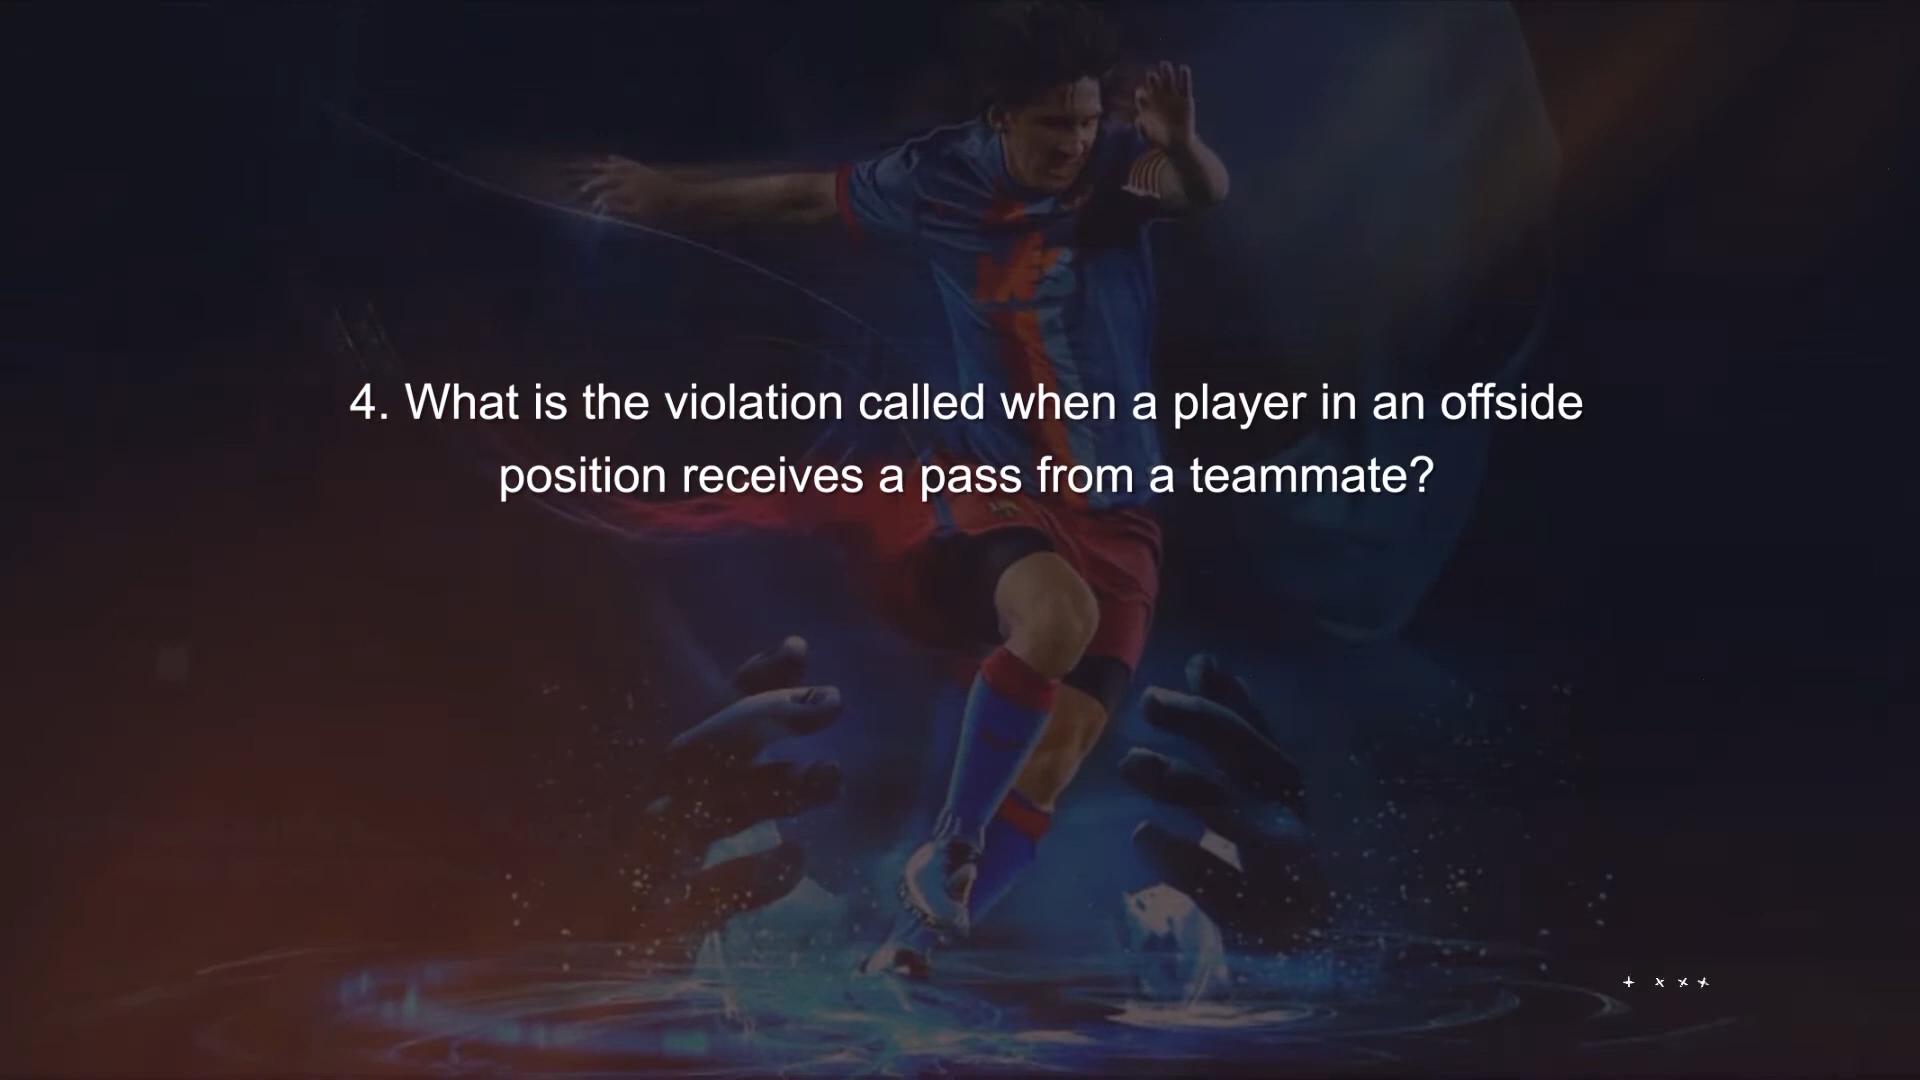 4. What is the violation called when a player in an offside
position receives a pass from a teammate?